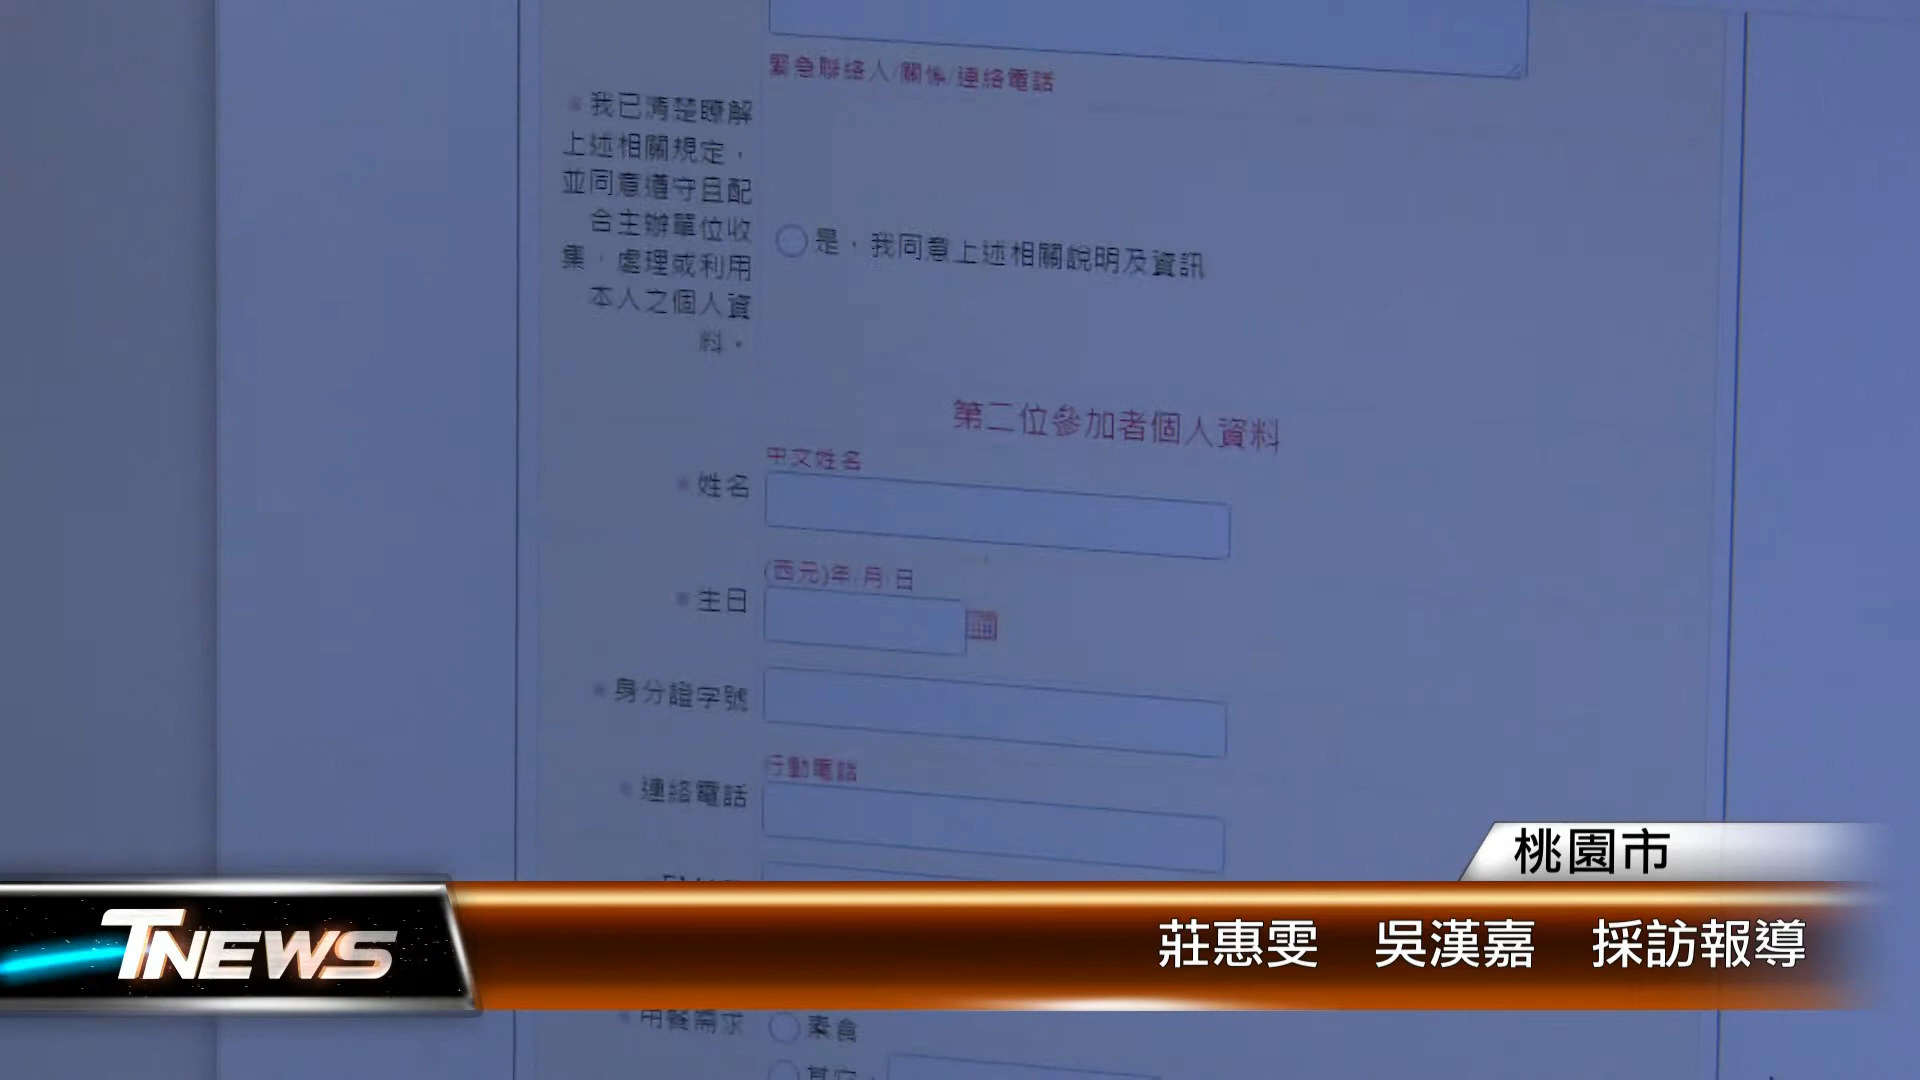 緊急聯絡人/關係/連絡電話
* 我已清楚瞭解
上述相關規定，
並同意遵守且配
合主辦單位收
集，處理或利用
本人之個人資
料。
是，我同意上述相關說明及資訊
第二位參加者個人資料
中文姓名
* 姓名
(西元)年/月/日
* 生日
* 身分證字號
行動電話
* 連絡電話
桃園市
TNEWS
莊惠雯 吳漢嘉 採訪報導
* 用餐需求
素食
其它，